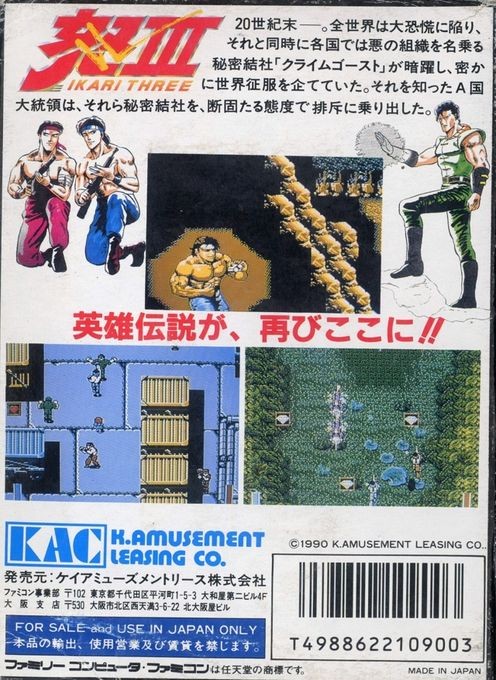 怒III
IKARI THREE
20世紀末――。全世界は大恐慌に陥り、
それと同時に各国では悪の組織を名乗る
秘密結社「クライムゴースト」が暗躍し、密か
に世界征服を企てていた。それを知ったA国
大統領は、それら秘密結社を、断固たる態度で排斥に乗り出した。
英雄伝説が、再びここに!!
KAC
K.AMUSEMENT
LEASING CO.
©1990 K.AMUSEMENT LEASING CO.
発売元:ケイアミューズメントリース株式会社
ファミコン事業部 〒102 東京都千代田区平河町1-5-3 大和屋第二ビル4F
大阪支店 〒530 大阪市北区西天満3-6-22 北大阪屋ビル
FOR SALE and USE IN JAPAN ONLY
本品の輸出、使用営業及び賃貸を禁じます。
T4988622109003
ファミリーコンピュータ・ファミコンは任天堂の商標です。
MADE IN JAPAN